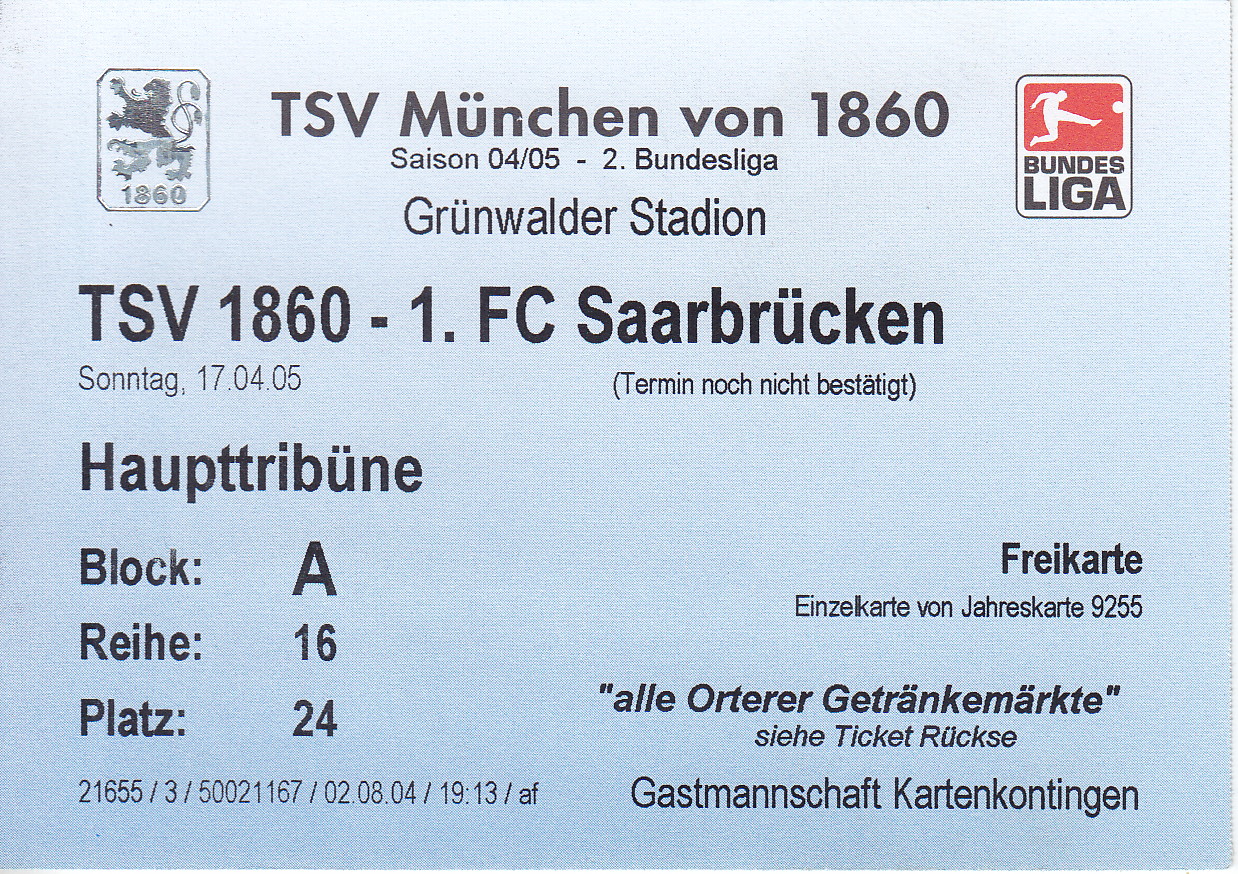 1860
TSV München von 1860
Saison 04/05 - 2. Bundesliga
Grünwalder Stadion
BUNDES
LIGA
TSV 1860 - 1. FC Saarbrücken
Sonntag, 17.04.05
(Termin noch nicht bestätigt)
Haupttribüne
Block: A
Reihe: 16
Platz: 24
Freikarte
Einzelkarte von Jahreskarte 9255
"alle Orterer Getränkemärkte"
siehe Ticket Rückse
21655 / 3 / 50021167 / 02.08.04 / 19:13 / af
Gastmannschaft Kartenkontingen